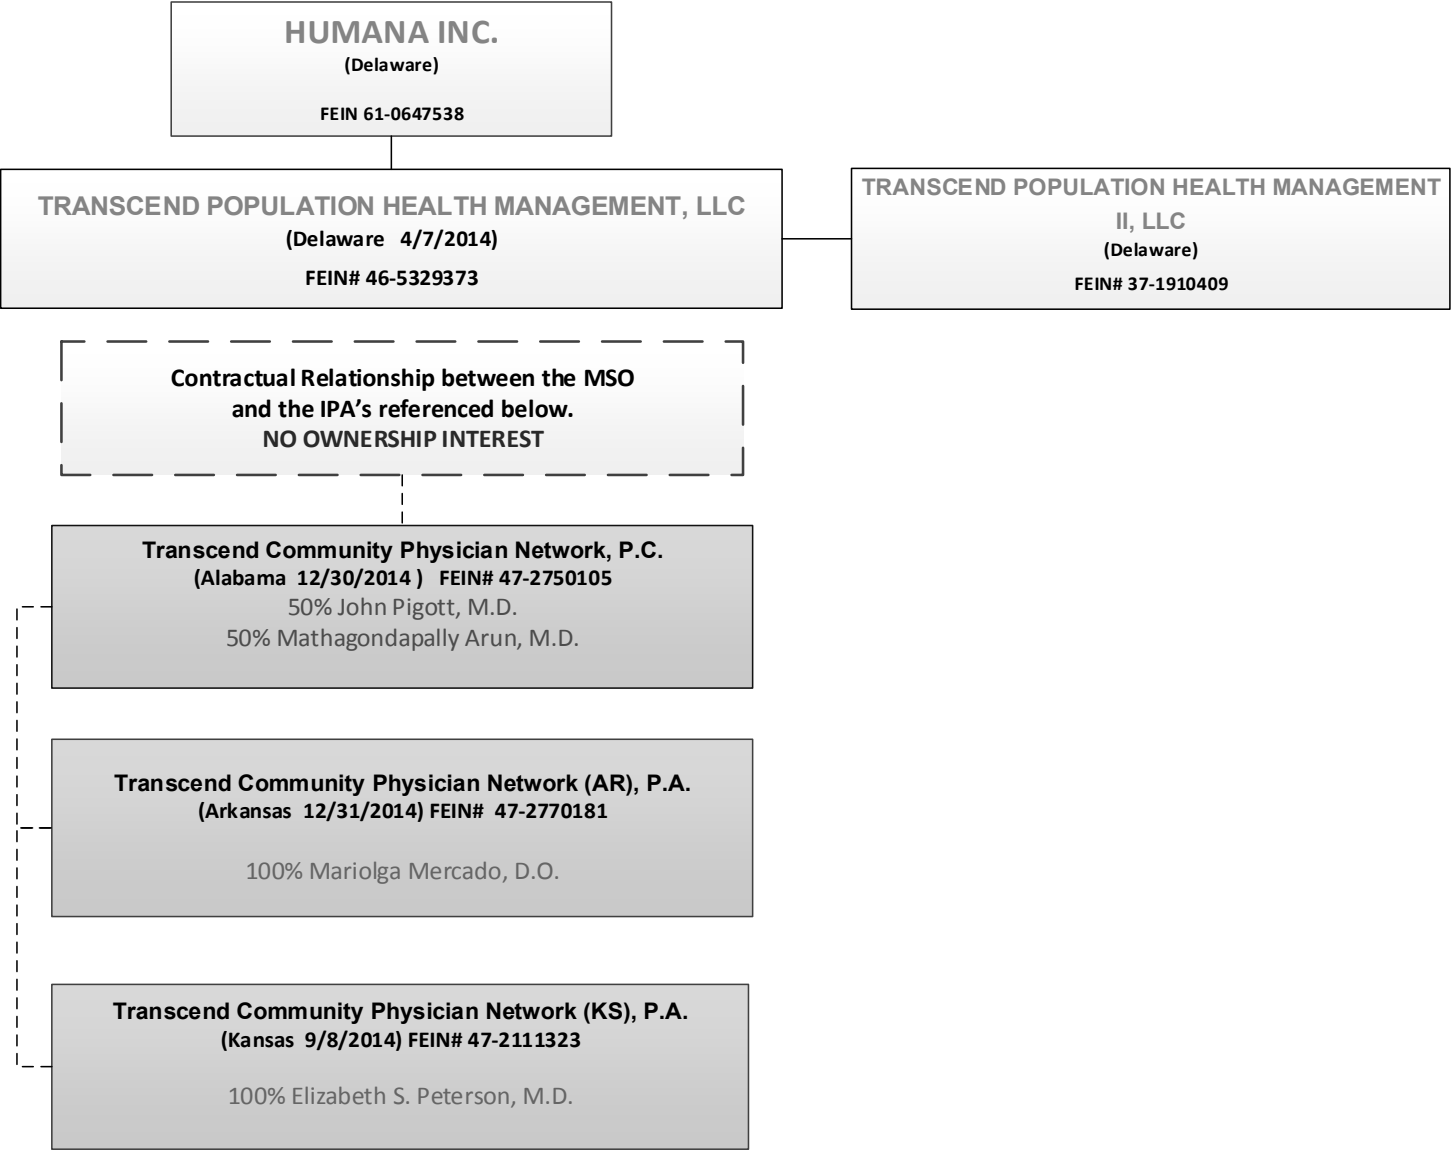 HUMANA INC.
(Delaware)
FEIN 61-0647538
TRANSCEND POPULATION HEALTH MANAGEMENT, LLC
(Delaware 4/7/2014)
FEIN# 46-5329373
TRANSCEND POPULATION HEALTH MANAGEMENT
II, LLC
(Delaware)
FEIN# 37-1910409
Contractual Relationship between the MSO
and the IPA’s referenced below.
NO OWNERSHIP INTEREST
Transcend Community Physician Network, P.C.
(Alabama 12/30/2014 ) FEIN# 47-2750105
50% John Pigott, M.D.
50% Mathagondapally Arun, M.D.
Transcend Community Physician Network (AR), P.A.
(Arkansas 12/31/2014) FEIN# 47-2770181
100% Mariolga Mercado, D.O.
Transcend Community Physician Network (KS), P.A.
(Kansas 9/8/2014) FEIN# 47-2111323
100% Elizabeth S. Peterson, M.D.